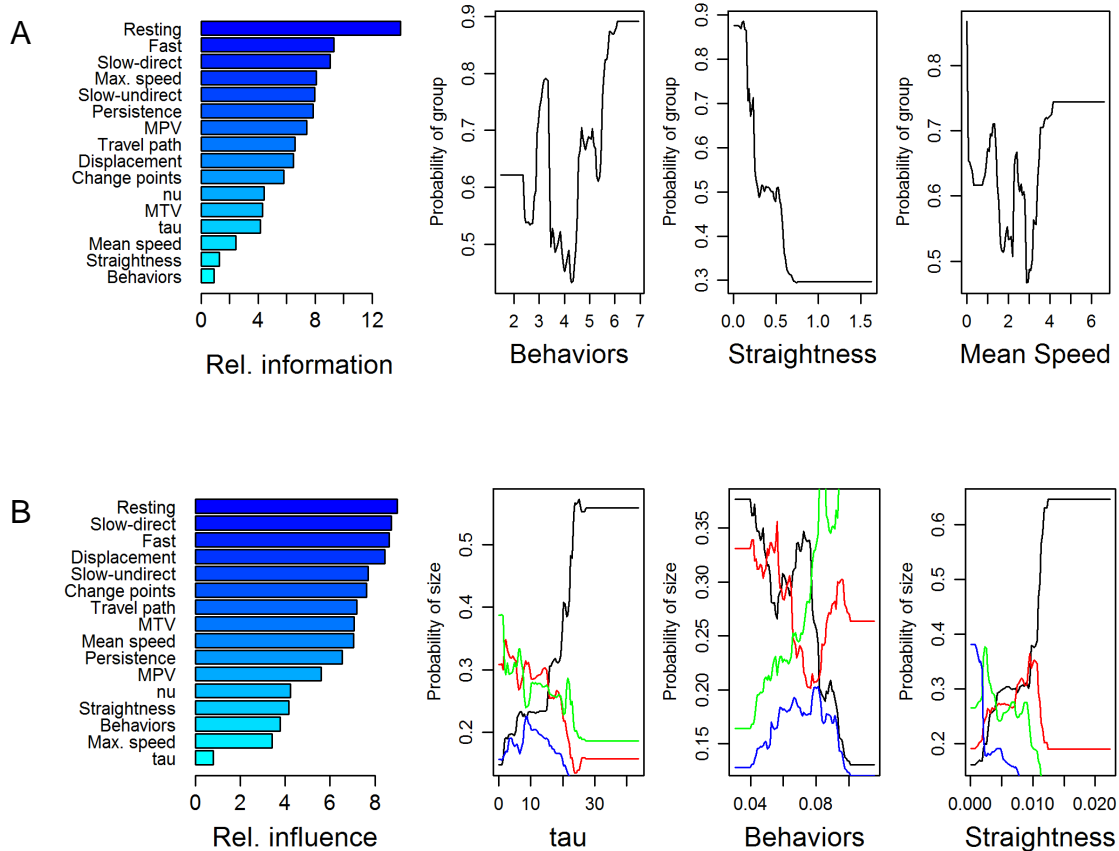 A
Resting
Fast
Slow-direct
Max. speed
Slow-undirect
Persistence
MPV
Travel path
Displacement
Change points
nu
MTV
tau
Mean speed
Straightness
Behaviors
0 4 8 12
Rel. information
Probability of group
0.5 0.6 0.7 0.8 0.9
2 3 4 5 6 7
Behaviors
Probability of group
0.3 0.4 0.5 0.6 0.7 0.8 0.9
0.0 0.5 1.0 1.5
Straightness
Probability of group
0.5 0.6 0.7 0.8
0 2 4 6
Mean Speed
B
Resting
Slow-direct
Fast
Displacement
Slow-undirect
Change points
Travel path
MTV
Mean speed
Persistence
MPV
nu
Straightness
Behaviors
Max. speed
tau
0 2 4 6 8
Rel. influence
Probability of size
0.2 0.3 0.4 0.5
0 10 30
tau
Probability of size
0.15 0.20 0.25 0.30 0.35
0.04 0.08
Behaviors
Probability of size
0.2 0.3 0.4 0.5 0.6
0.000 0.010 0.020
Straightness